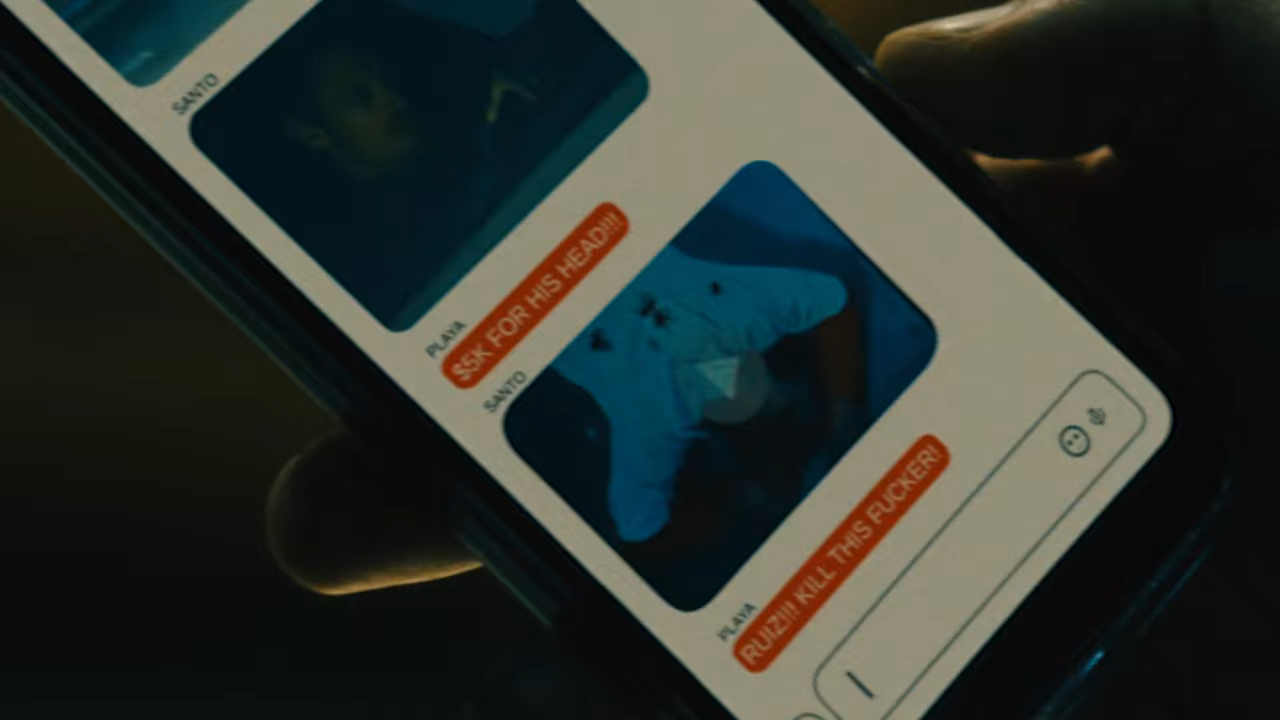 SANTO
PLAYA
$5K FOR HIS HEAD!!!
SANTO
PLAYA
RUIZ!!! KILL THIS FUCKER!